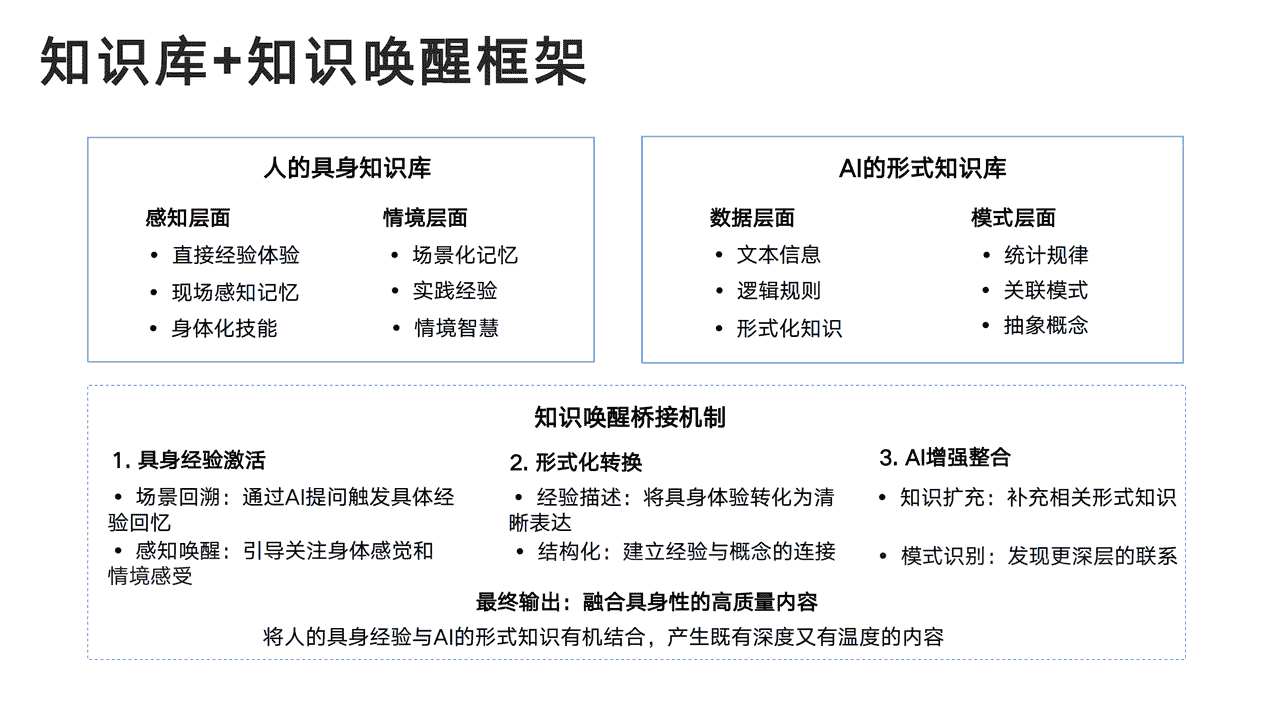 知识库+知识唤醒框架
人的具身知识库
感知层面
• 直接经验体验
• 现场感知记忆
• 身体化技能
情境层面
• 场景化记忆
• 实践经验
• 情境智慧
AI的形式知识库
数据层面
• 文本信息
• 逻辑规则
• 形式化知识
模式层面
• 统计规律
• 关联模式
• 抽象概念
知识唤醒桥接机制
1. 具身经验激活
• 场景回溯：通过AI提问触发具体经
验回忆
• 感知唤醒：引导关注身体感觉和
情境感受
2. 形式化转换
• 经验描述：将具身体验转化为清
晰表达
• 结构化：建立经验与概念的连接
3. AI增强整合
• 知识扩充：补充相关形式知识
• 模式识别：发现更深层的联系
最终输出：融合具身性的高质量内容
将人的具身经验与AI的形式知识有机结合，产生既有深度又有温度的内容